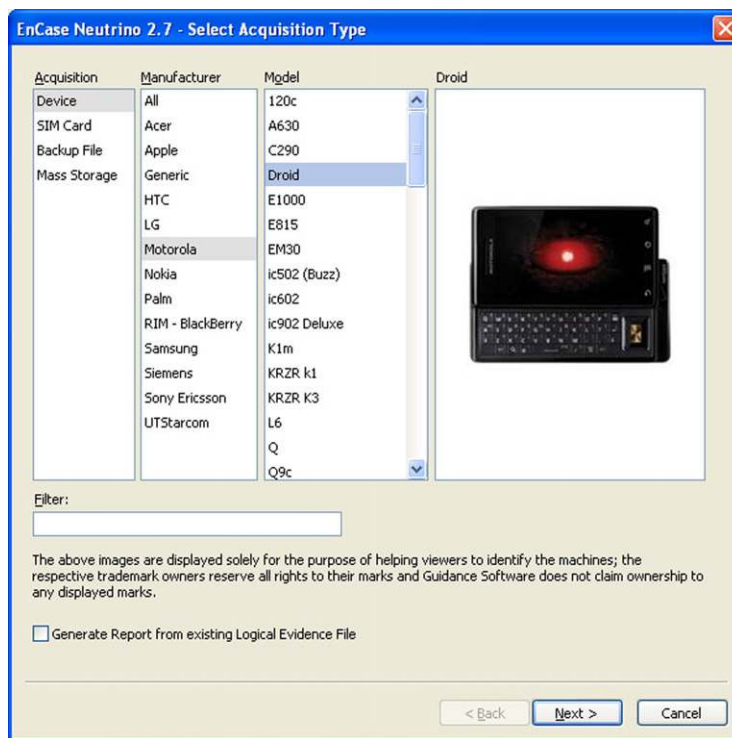 EnCase Neutrino 2.7 - Select Acquisition Type
Acquisition
Device
SIM Card
Backup File
Mass Storage
Manufacturer
All
Acer
Apple
Generic
HTC
LG
Motorola
Nokia
Palm
RIM - BlackBerry
Samsung
Siemens
Sony Ericsson
UTStarcom
Model
120c
A630
C290
Droid
E1000
E815
EM30
ic502 (Buzz)
ic602
ic902 Deluxe
K1m
KRZR k1
KRZR K3
L6
Q
Q9c
Droid
Filter:
The above images are displayed solely for the purpose of helping viewers to identify the machines; the
respective trademark owners reserve all rights to their marks and Guidance Software does not claim ownership to
any displayed marks.
Generate Report from existing Logical Evidence File
< Back
Next >
Cancel